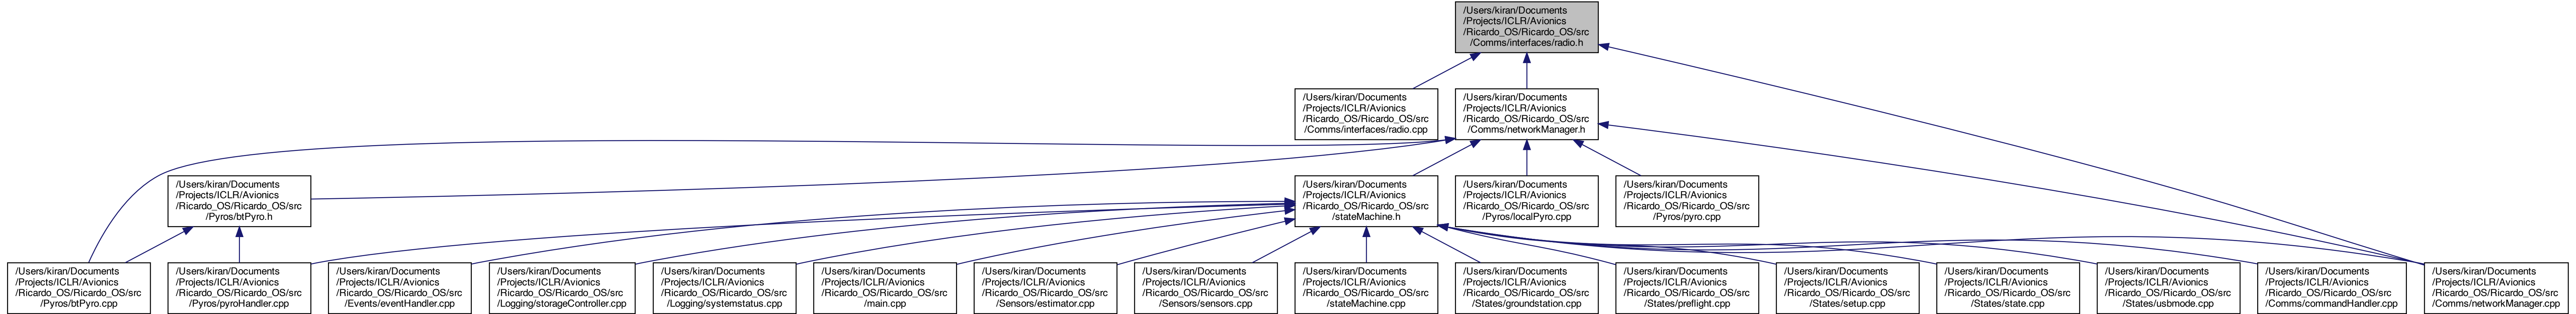 /Users/kiran/Documents
/Projects/ICLR/Avionics
/Ricardo_OS/Ricardo_OS/src
/Comms/interfaces/radio.h
/Users/kiran/Documents
/Projects/ICLR/Avionics
/Ricardo_OS/Ricardo_OS/src
/Comms/interfaces/radio.cpp
/Users/kiran/Documents
/Projects/ICLR/Avionics
/Ricardo_OS/Ricardo_OS/src
/Comms/networkManager.h
/Users/kiran/Documents
/Projects/ICLR/Avionics
/Ricardo_OS/Ricardo_OS/src
/Pyros/btPyro.h
/Users/kiran/Documents
/Projects/ICLR/Avionics
/Ricardo_OS/Ricardo_OS/src
/stateMachine.h
/Users/kiran/Documents
/Projects/ICLR/Avionics
/Ricardo_OS/Ricardo_OS/src
/Pyros/localPyro.cpp
/Users/kiran/Documents
/Projects/ICLR/Avionics
/Ricardo_OS/Ricardo_OS/src
/Pyros/pyro.cpp
/Users/kiran/Documents
/Projects/ICLR/Avionics
/Ricardo_OS/Ricardo_OS/src
/Pyros/btPyro.cpp
/Users/kiran/Documents
/Projects/ICLR/Avionics
/Ricardo_OS/Ricardo_OS/src
/Pyros/pyroHandler.cpp
/Users/kiran/Documents
/Projects/ICLR/Avionics
/Ricardo_OS/Ricardo_OS/src
/Events/eventHandler.cpp
/Users/kiran/Documents
/Projects/ICLR/Avionics
/Ricardo_OS/Ricardo_OS/src
/Logging/storageController.cpp
/Users/kiran/Documents
/Projects/ICLR/Avionics
/Ricardo_OS/Ricardo_OS/src
/Logging/systemstatus.cpp
/Users/kiran/Documents
/Projects/ICLR/Avionics
/Ricardo_OS/Ricardo_OS/src
/main.cpp
/Users/kiran/Documents
/Projects/ICLR/Avionics
/Ricardo_OS/Ricardo_OS/src
/Sensors/estimator.cpp
/Users/kiran/Documents
/Projects/ICLR/Avionics
/Ricardo_OS/Ricardo_OS/src
/Sensors/sensors.cpp
/Users/kiran/Documents
/Projects/ICLR/Avionics
/Ricardo_OS/Ricardo_OS/src
/stateMachine.cpp
/Users/kiran/Documents
/Projects/ICLR/Avionics
/Ricardo_OS/Ricardo_OS/src
/States/groundstation.cpp
/Users/kiran/Documents
/Projects/ICLR/Avionics
/Ricardo_OS/Ricardo_OS/src
/States/preflight.cpp
/Users/kiran/Documents
/Projects/ICLR/Avionics
/Ricardo_OS/Ricardo_OS/src
/States/setup.cpp
/Users/kiran/Documents
/Projects/ICLR/Avionics
/Ricardo_OS/Ricardo_OS/src
/States/state.cpp
/Users/kiran/Documents
/Projects/ICLR/Avionics
/Ricardo_OS/Ricardo_OS/src
/States/usbmode.cpp
/Users/kiran/Documents
/Projects/ICLR/Avionics
/Ricardo_OS/Ricardo_OS/src
/Comms/commandHandler.cpp
/Users/kiran/Documents
/Projects/ICLR/Avionics
/Ricardo_OS/Ricardo_OS/src
/Comms/networkManager.cpp